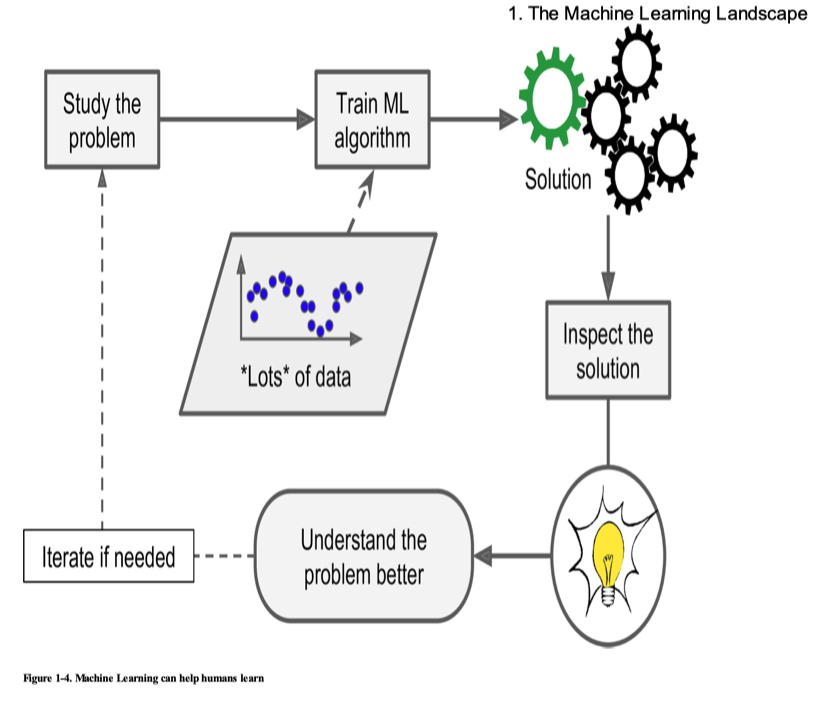 1. The Machine Learning Landscape
Study the
problem
Train ML
algorithm
Solution
*Lots* of data
Inspect the
solution
Understand the
problem better
Iterate if needed
Figure 1-4. Machine Learning can help humans learn